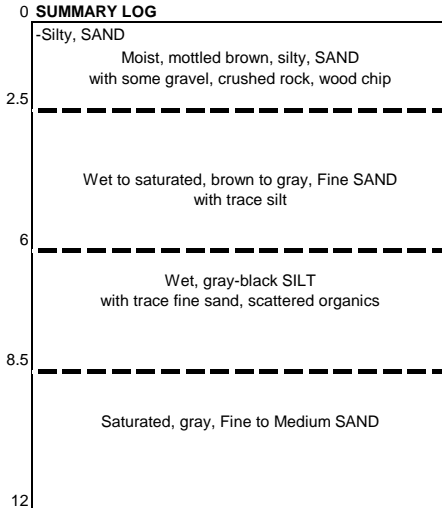 0 SUMMARY LOG
-Silty, SAND
Moist, mottled brown, silty, SAND
with some gravel, crushed rock, wood chip
2.5
Wet to saturated, brown to gray, Fine SAND
with trace silt
6
Wet, gray-black SILT
with trace fine sand, scattered organics
8.5
Saturated, gray, Fine to Medium SAND
12